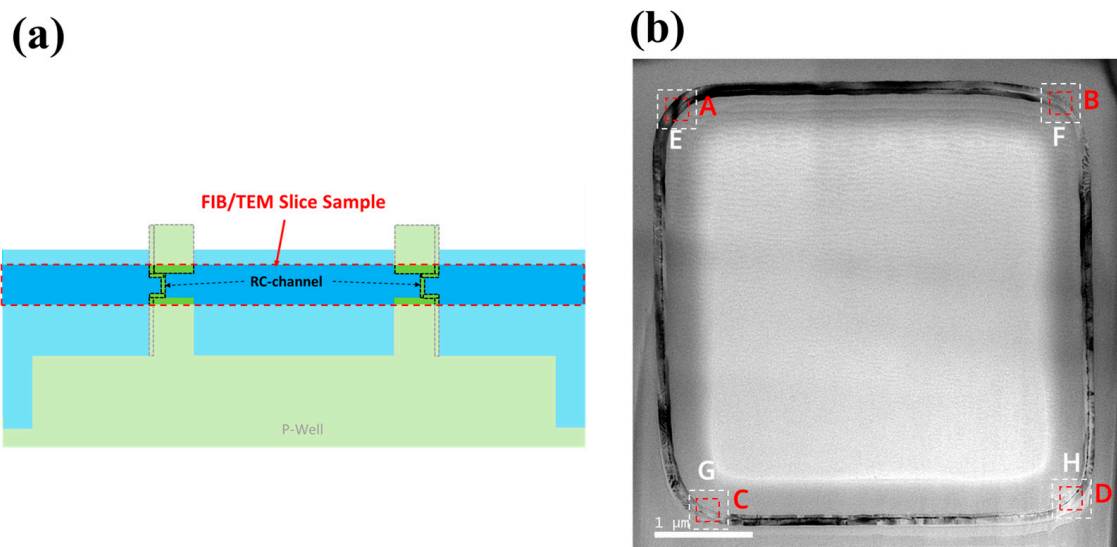 (a)
FIB/TEM Slice Sample
RC-channel
P-Well
(b)
A
B
E
F
G
H
C
D
1 μm